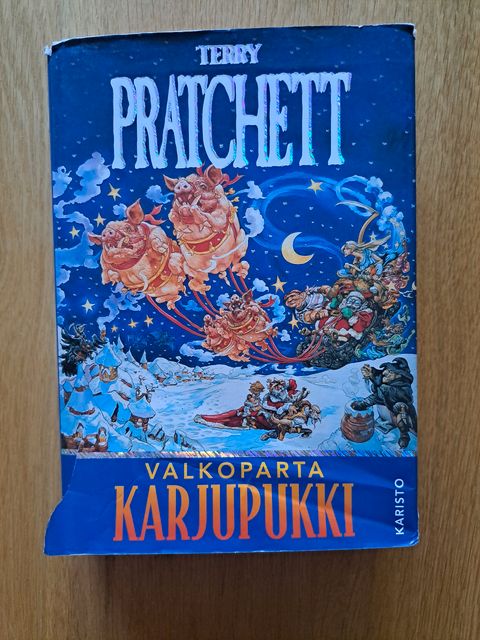 TERRY
PRATCHETT
VALKOPARTA
KARJUPUKKI
KARISTO